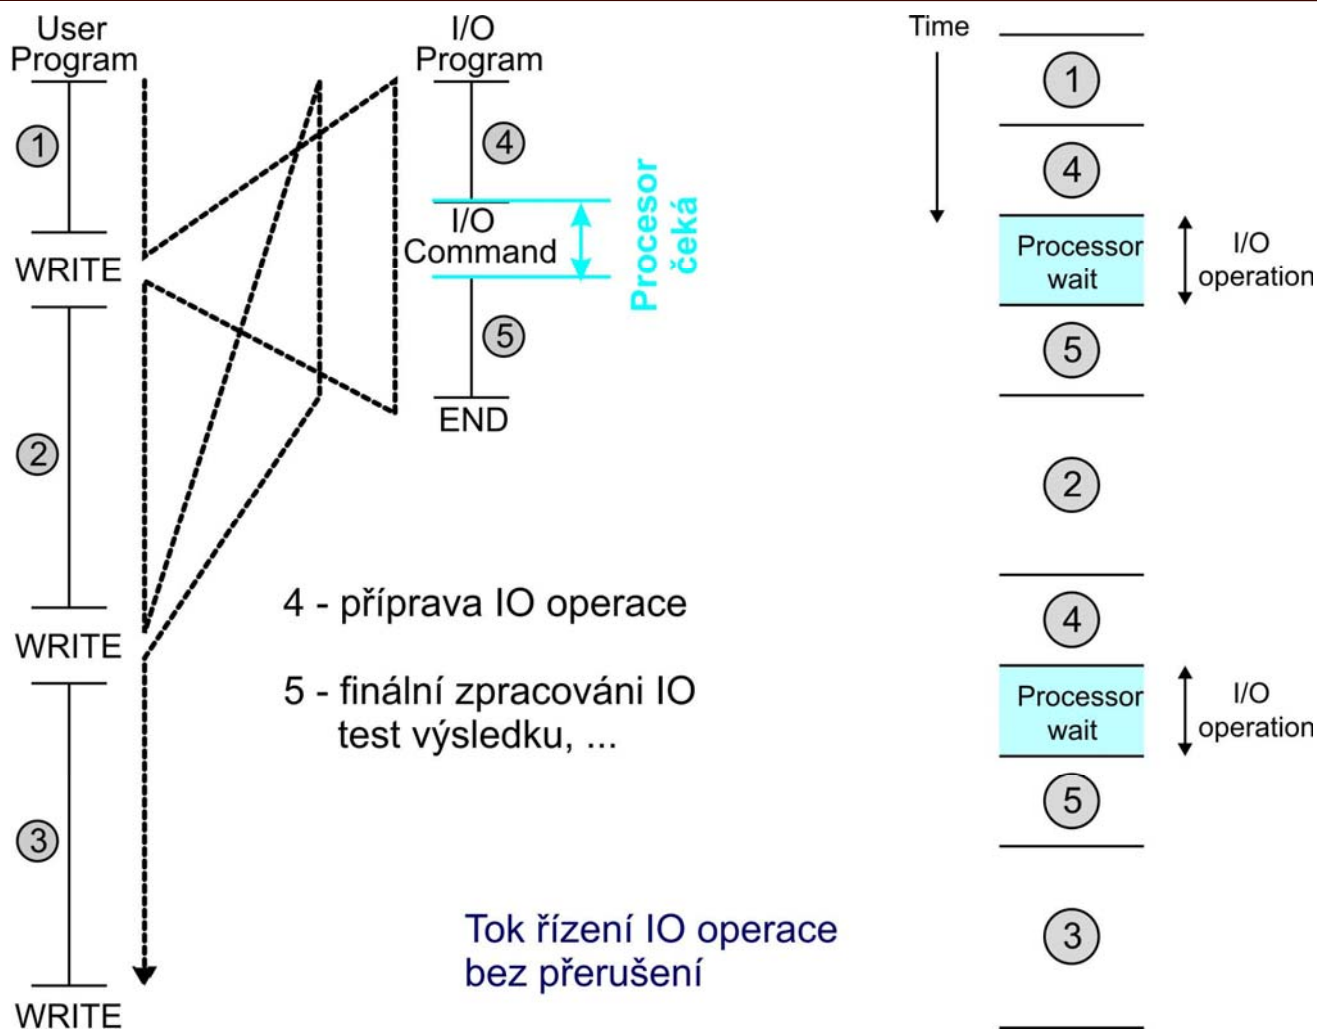 User
Program
1
WRITE
2
WRITE
3
WRITE
I/O
Program
4
I/O
Command
5
END
Procesor
čeká
4 - příprava IO operace
5 - finální zpracováni IO
test výsledku, ...
Tok řízení IO operace
bez přerušení
Time
1
4
Processor
wait
I/O
operation
5
2
4
Processor
wait
I/O
operation
5
3